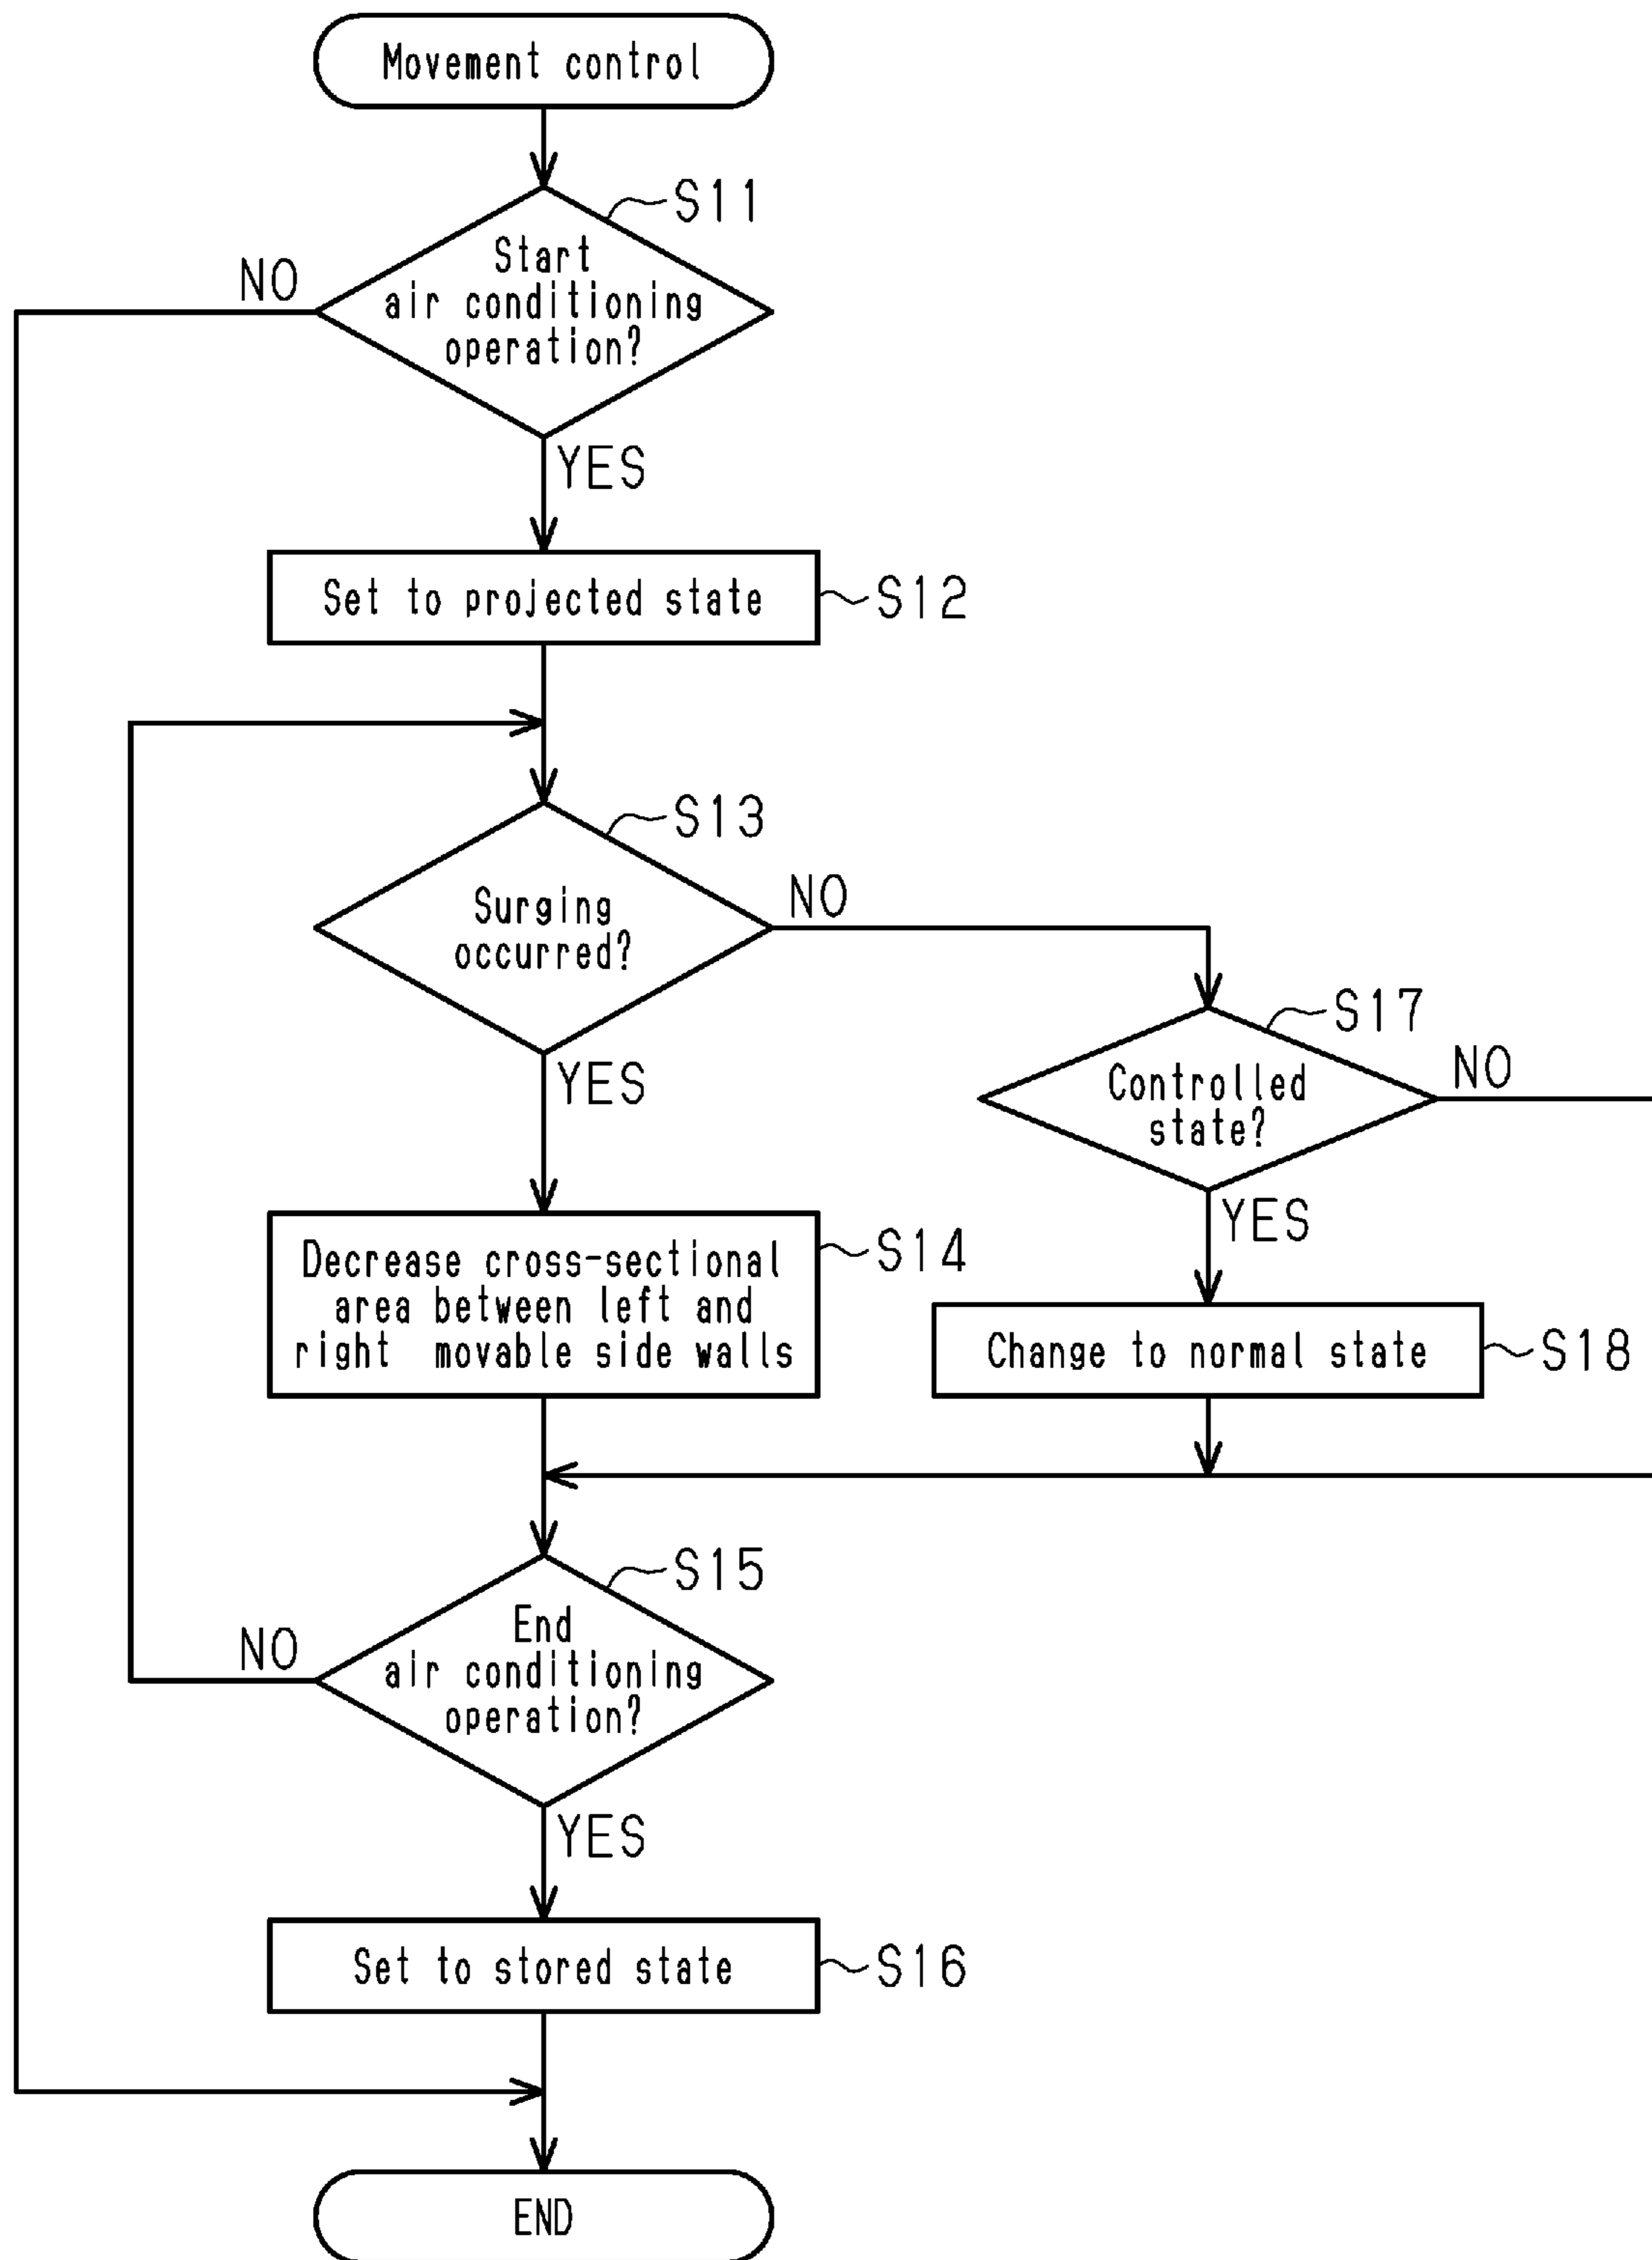 Movement control
S11
NO
Start
air conditioning
operation?
YES
Set to projected state
S12
S13
Surging
occurred?
NO
YES
S17
Controlled
state?
NO
YES
Decrease cross-sectional
area between left and
right movable side walls
S14
Change to normal state
S18
S15
End
air conditioning
operation?
NO
YES
Set to stored state
S16
END